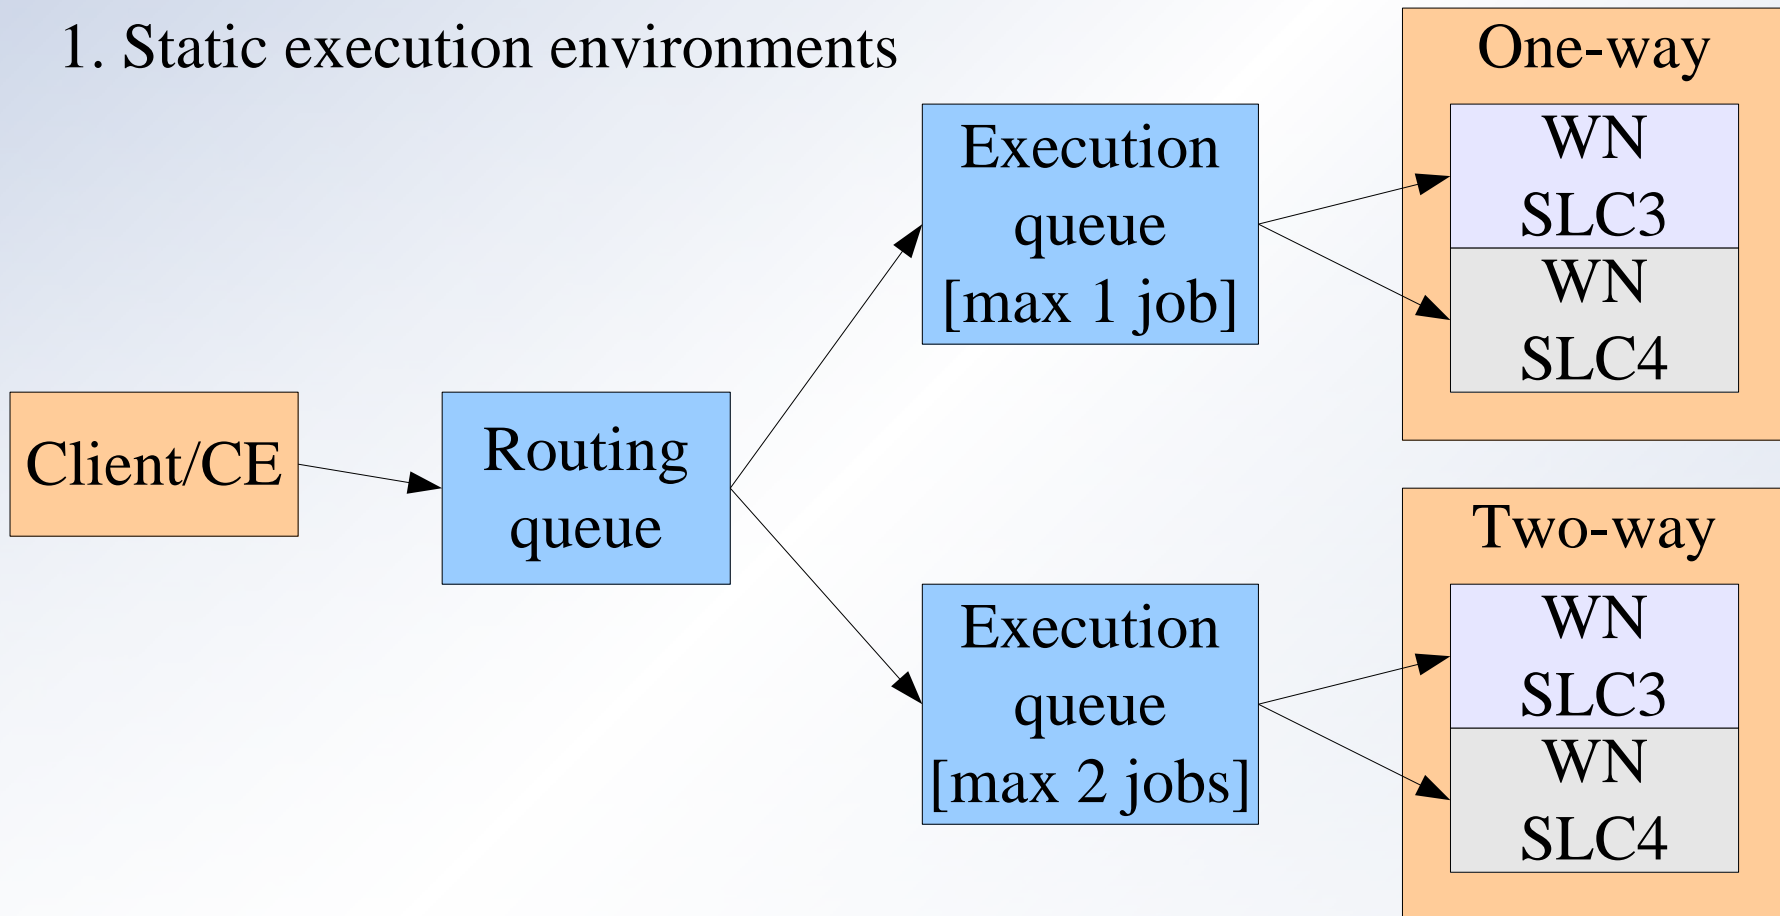 1. Static execution environments
One-way
WN
SLC3
WN
SLC4
Execution
queue
[max 1 job]
Client/CE
Routing
queue
Two-way
WN
SLC3
WN
SLC4
Execution
queue
[max 2 jobs]